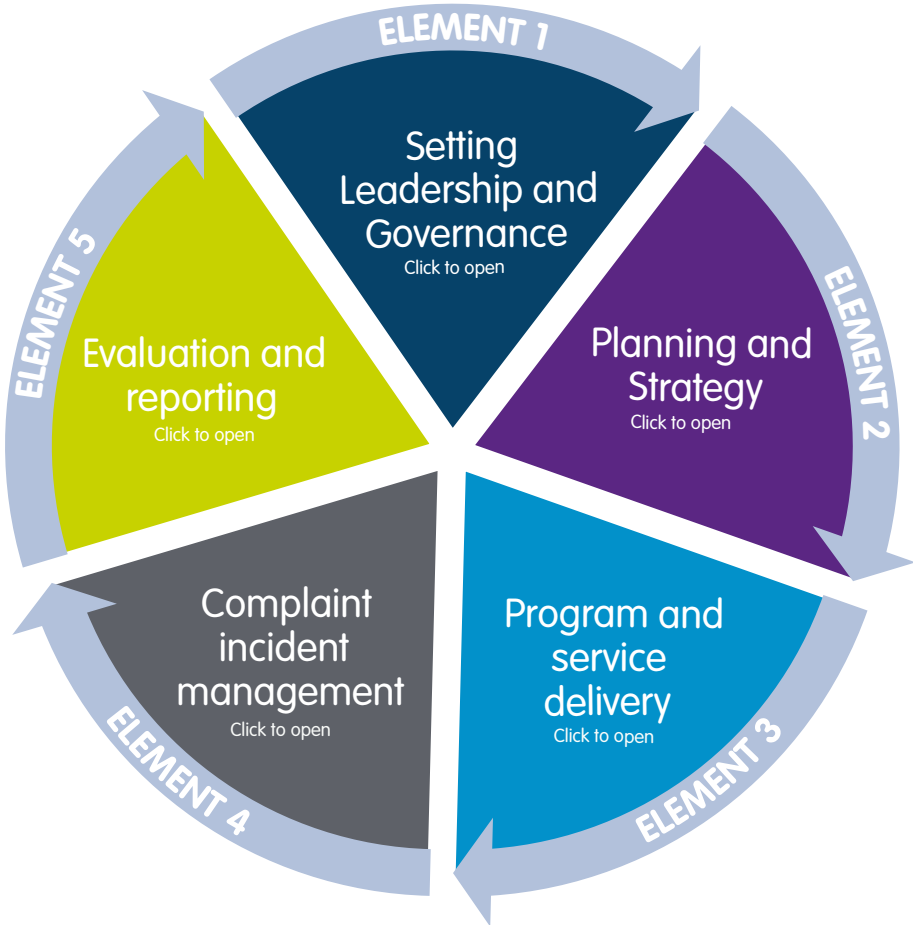 ELEMENT 1
Setting
Leadership and
Governance
Click to open
ELEMENT 2
Planning and
Strategy
Click to open
ELEMENT 3
Program and
service
delivery
Click to open
ELEMENT 4
Complaint
incident
management
Click to open
ELEMENT 5
Evaluation and
reporting
Click to open